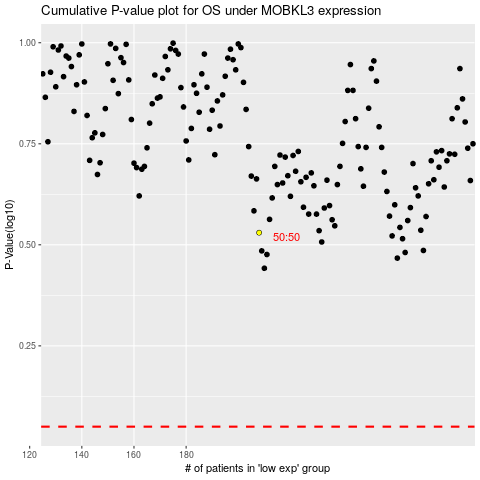 Cumulative P-value plot for OS under MOBKL3 expression
P-Value(log10)
1.00
0.75
0.50
0.25
50:50
120 140 160 180
# of patients in 'low exp' group